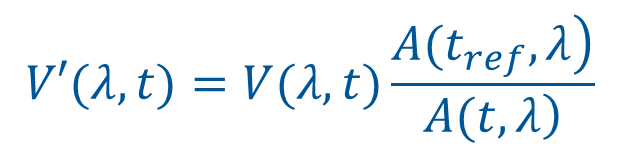 V′(λ, t) = V(λ, t) A(t_ref, λ) / A(t, λ)